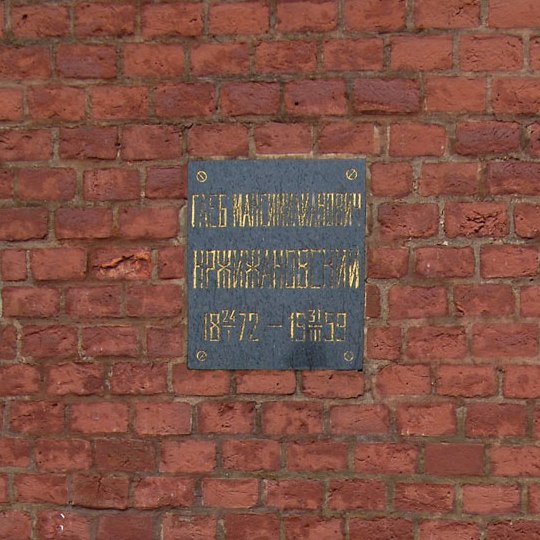 ГЛЕБ МАКСИМИЛИАНОВИЧ
КРЖИЖАНОВСКИЙ
18 24/I 72 — 19 31/III 59